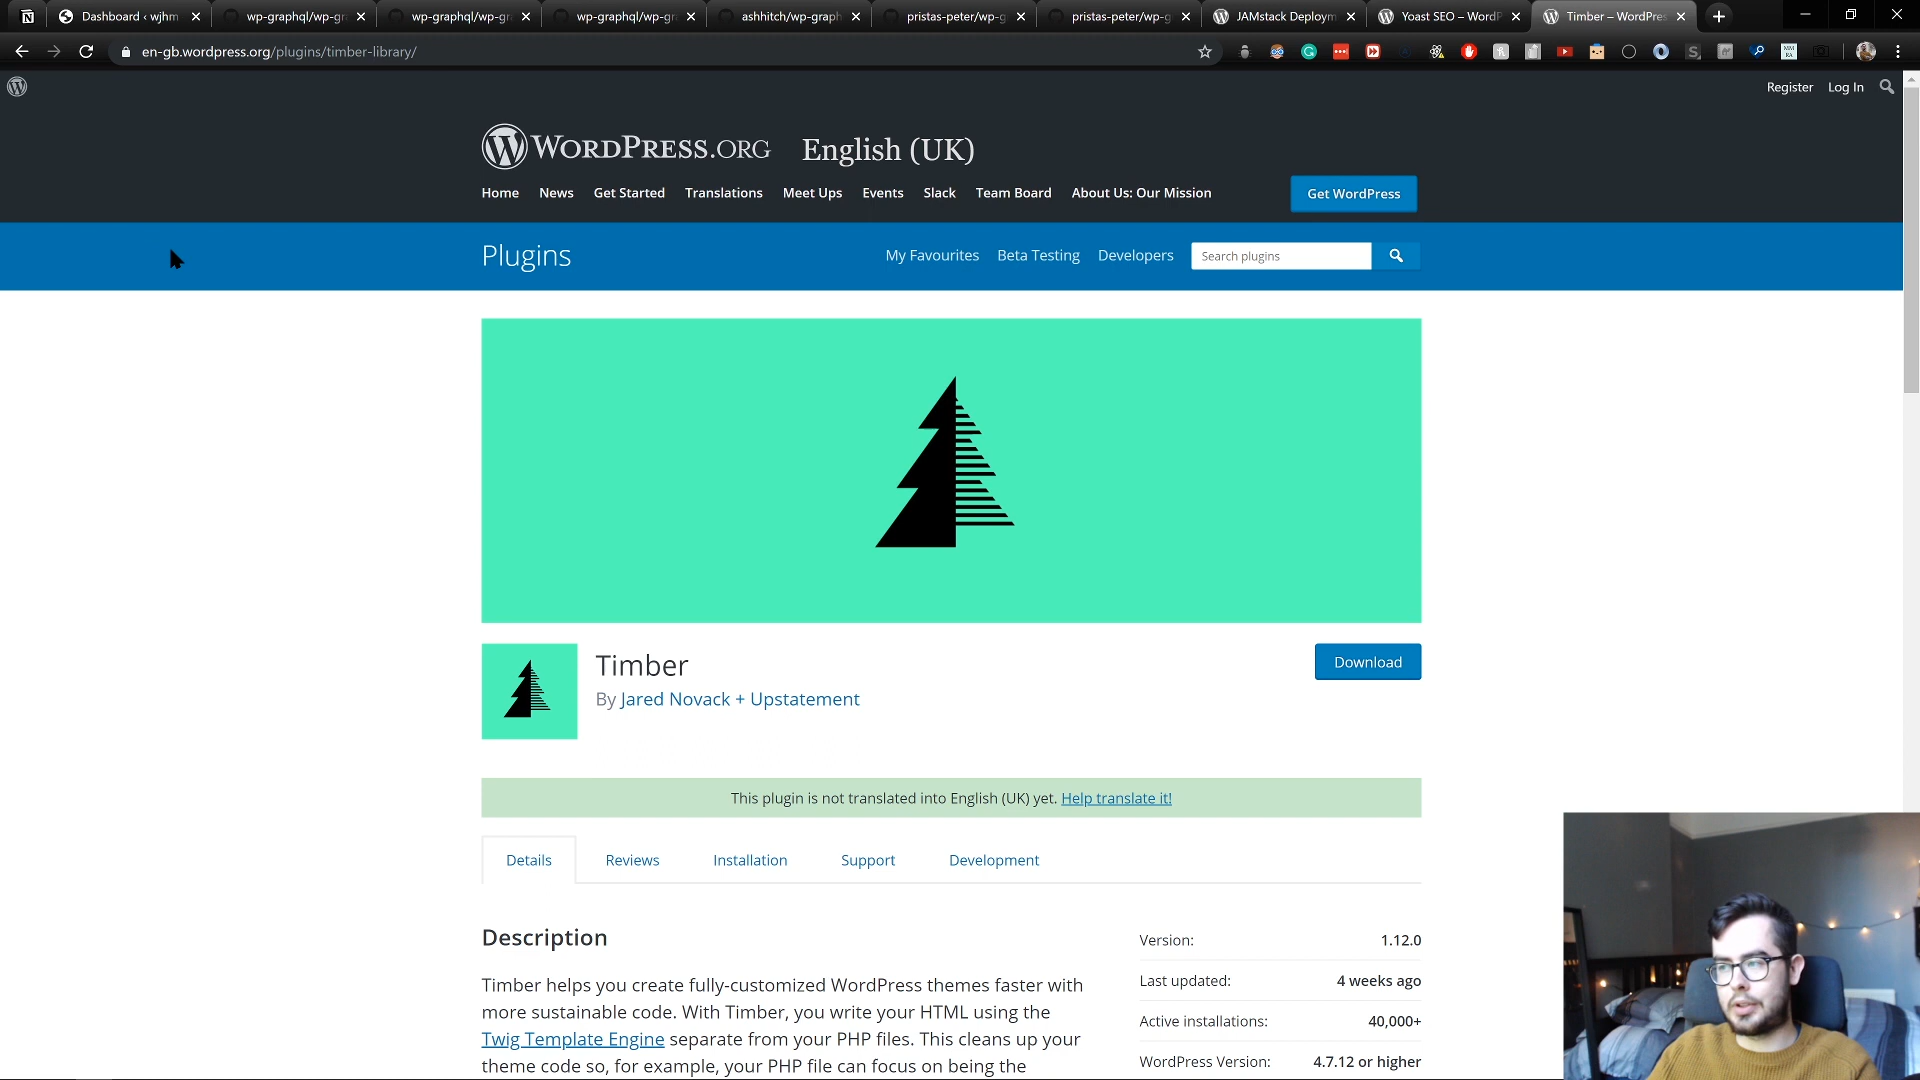 Dashboard ‹ wjhm
wp-graphql/wp-gr
wp-graphql/wp-gr
wp-graphql/wp-gr
ashhitch/wp-graph
pristas-peter/wp-g
pristas-peter/wp-g
JAMstack Deploym
Yoast SEO – WordP
Timber – WordPres
en-gb.wordpress.org/plugins/timber-library/
Register Log In
WORDPRESS.ORG English (UK)
Home News Get Started Translations Meet Ups Events Slack Team Board About Us: Our Mission Get WordPress
Plugins My Favourites Beta Testing Developers Search plugins
Timber
Download
By Jared Novack + Upstatement
This plugin is not translated into English (UK) yet. Help translate it!
Details Reviews Installation Support Development
Description
Timber helps you create fully-customized WordPress themes faster with
more sustainable code. With Timber, you write your HTML using the
Twig Template Engine separate from your PHP files. This cleans up your
theme code so, for example, your PHP file can focus on being the
Version: 1.12.0
Last updated: 4 weeks ago
Active installations: 40,000+
WordPress Version: 4.7.12 or higher